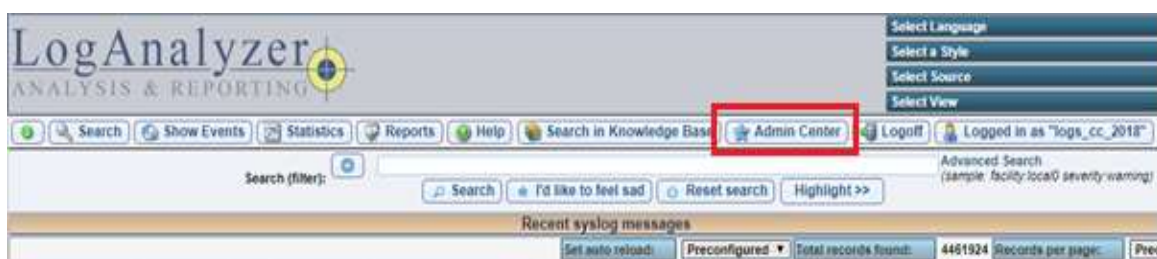 LogAnalyzer
ANALYSIS & REPORTING
Select Language
Select a Style
Select Source
Select View
Search Show Events Statistics Reports Help Search in Knowledge Base Admin Center Logoff Logged in as "logs_cc_2018"
Search (filter):
Advanced Search
(sample: facility:local0 severity:warning)
Search I'd like to feel sad Reset search Highlight >>
Recent syslog messages
Set auto reload: Preconfigured Total records found: 4461924 Records per page: Pre